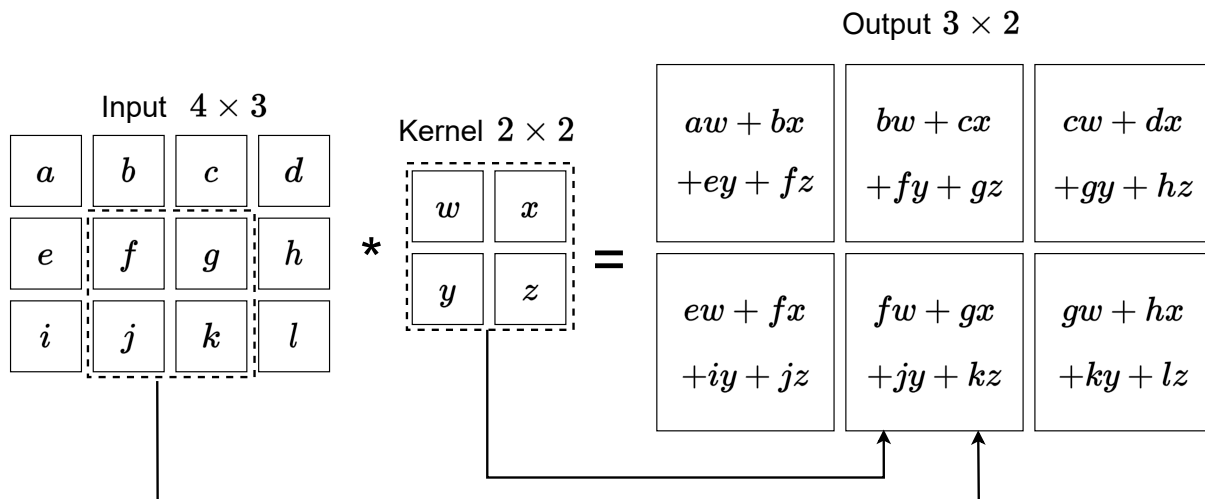 Output 3 × 2
Input 4 × 3
Kernel 2 × 2
a b c d
e f g h
i j k l
*
w x
y z
=
aw + bx
+ey + fz
bw + cx
+fy + gz
cw + dx
+gy + hz
ew + fx
+iy + jz
fw + gx
+jy + kz
gw + hx
+ky + lz